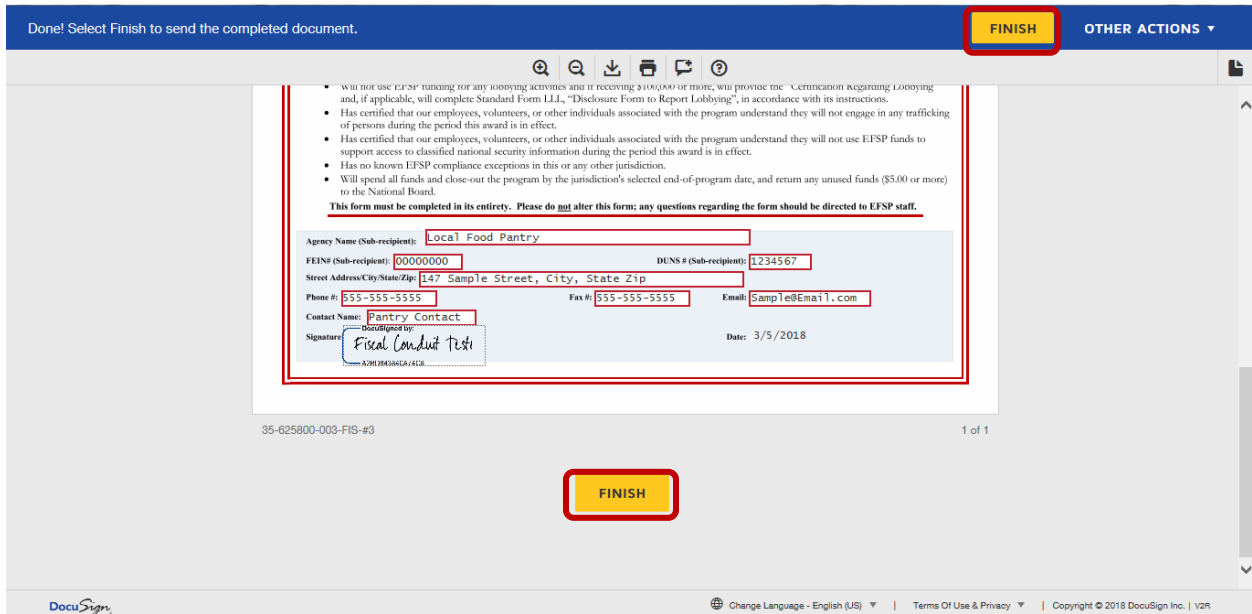 Done! Select Finish to send the completed document.
FINISH
OTHER ACTIONS
• Will not use EFSP funding for any lobbying activities and if receiving $100,000 or more, will provide the "Certification Regarding Lobbying
and, if applicable, will complete Standard Form LLL, "Disclosure Form to Report Lobbying", in accordance with its instructions.
• Has certified that our employees, volunteers, or other individuals associated with the program understand they will not engage in any trafficking
of persons during the period this award is in effect.
• Has certified that our employees, volunteers, or other individuals associated with the program understand they will not use EFSP funds to
support access to classified national security information during the period this award is in effect.
• Has no known EFSP compliance exceptions in this or any other jurisdiction.
• Will spend all funds and close-out the program by the jurisdiction's selected end-of-program date, and return any unused funds ($5.00 or more)
to the National Board.
This form must be completed in its entirety. Please do not alter this form; any questions regarding the form should be directed to EFSP staff.
Agency Name (Sub-recipient): Local Food Pantry
FEIN# (Sub-recipient): 00000000 DUNS # (Sub-recipient): 1234567
Street Address/City/State/Zip: 147 Sample Street, City, State Zip
Phone #: 555-555-5555 Fax #: 555-555-5555 Email: Sample@Email.com
Contact Name: Pantry Contact
DocuSigned by:
Signature Fiscal Conduit Date: 3/5/2018
35-625800-003-FIS-#3 1 of 1
FINISH
DocuSign Change Language - English (US) | Terms Of Use & Privacy | Copyright © 2018 DocuSign Inc. | V2R